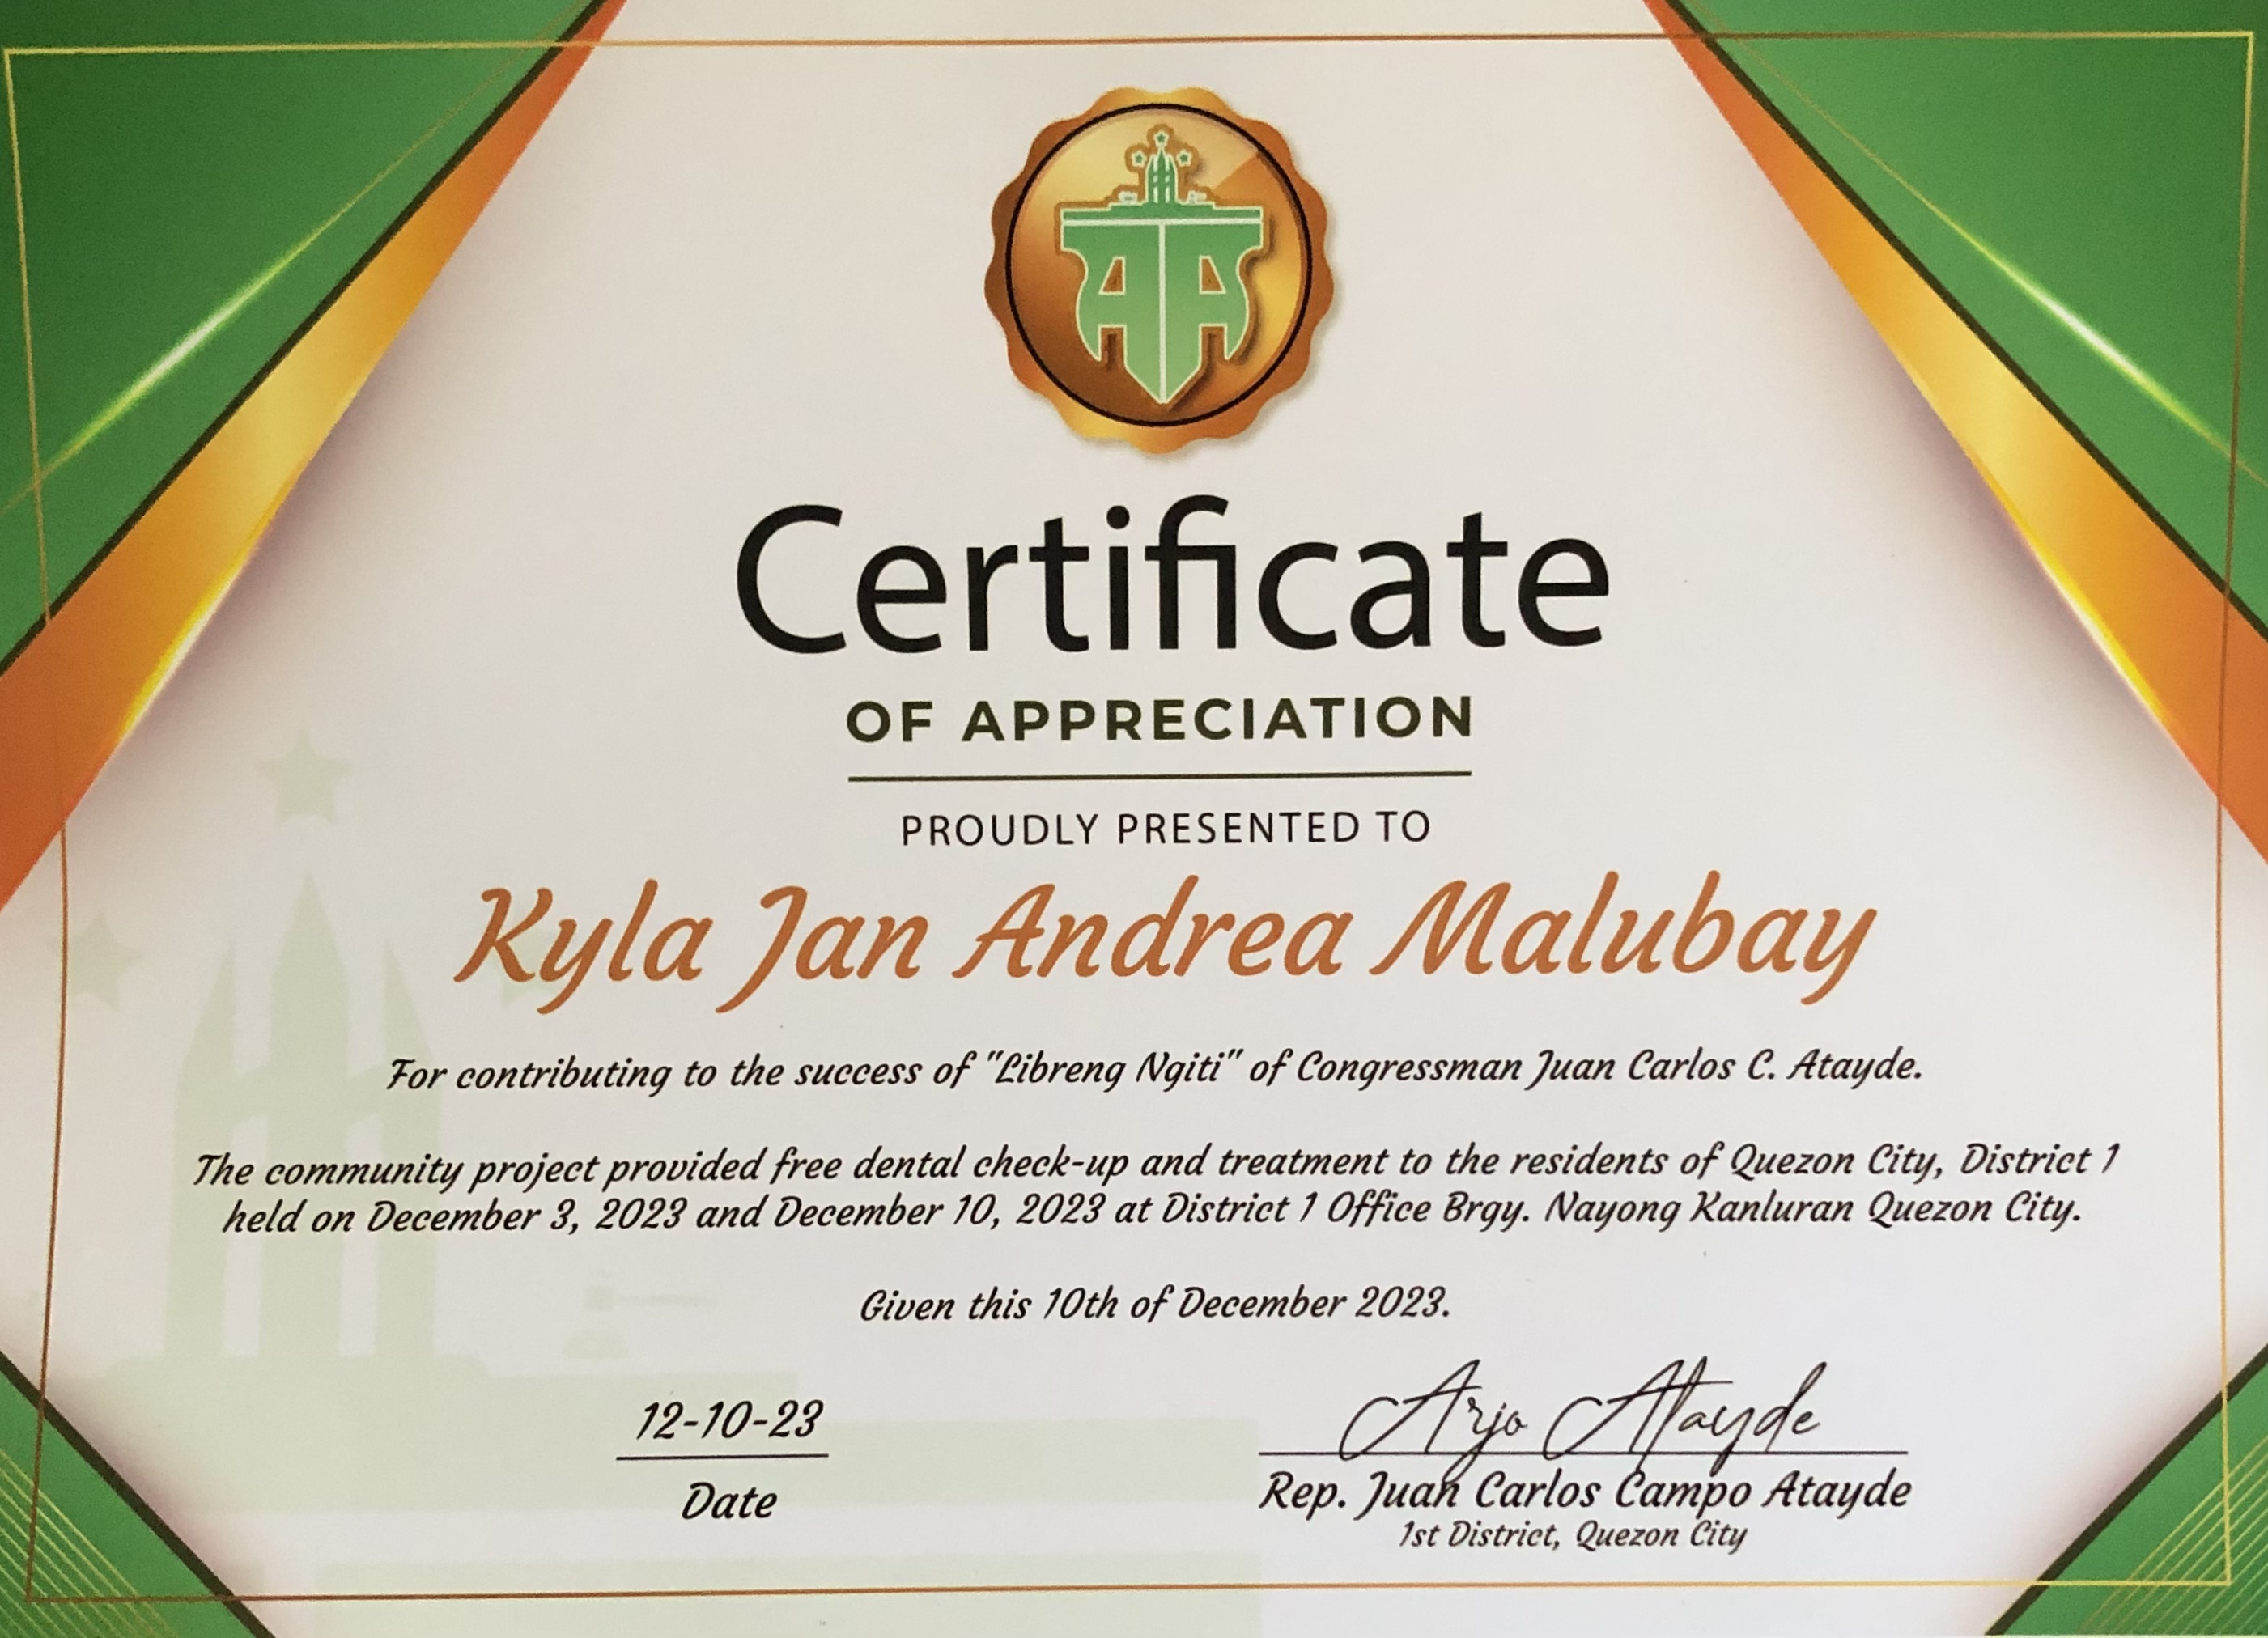 AA
Certificate
OF APPRECIATION
PROUDLY PRESENTED TO
Kyla Jan Andrea Malubay
For contributing to the success of "Libreng Ngiti" of Congressman Juan Carlos C. Atayde.
The community project provided free dental check-up and treatment to the residents of Quezon City, District 1
held on December 3, 2023 and December 10, 2023 at District 1 Office Brgy. Nayong Kanluran Quezon City.
Given this 10th of December 2023.
12-10-23
Date
Arjo Atayde
Rep. Juan Carlos Campo Atayde
1st District, Quezon City